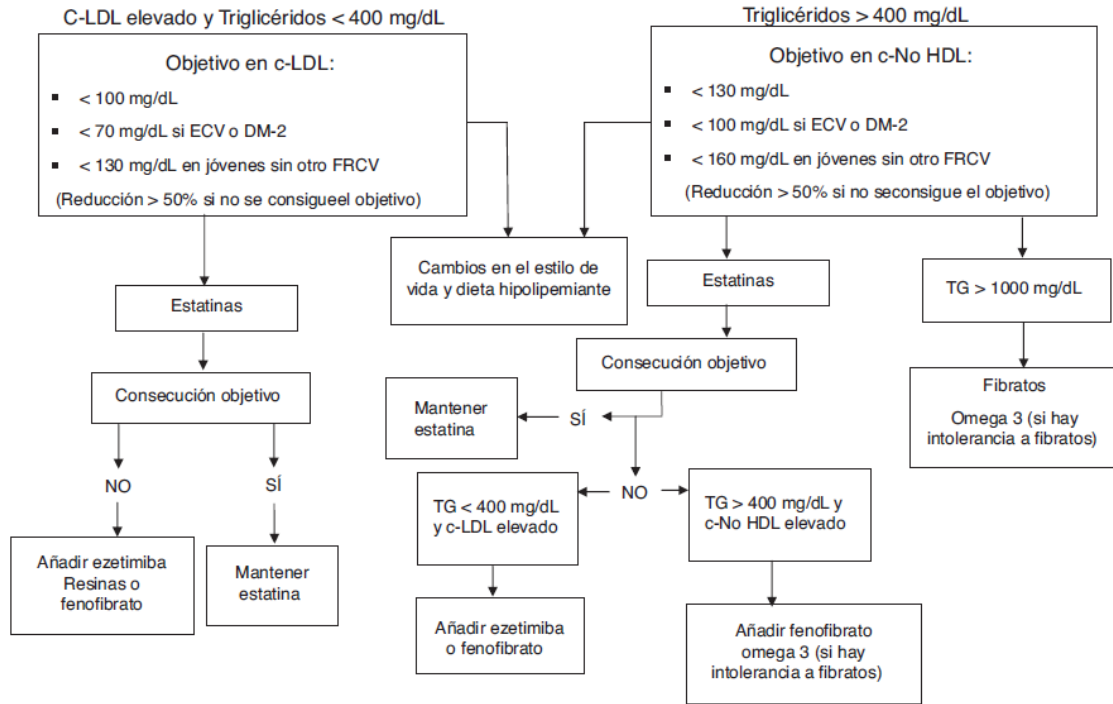 C-LDL elevado y Triglicéridos < 400 mg/dL
Objetivo en c-LDL:
▪ < 100 mg/dL
▪ < 70 mg/dL si ECV o DM-2
▪ < 130 mg/dL en jóvenes sin otro FRCV
(Reducción > 50% si no se consigueel objetivo)
Triglicéridos > 400 mg/dL
Objetivo en c-No HDL:
▪ < 130 mg/dL
▪ < 100 mg/dL si ECV o DM-2
▪ < 160 mg/dL en jóvenes sin otro FRCV
(Reducción > 50% si no seconsigue el objetivo)
Cambios en el estilo de
vida y dieta hipolipemiante
Estatinas
Consecución objetivo
NO
SÍ
Añadir ezetimiba
Resinas o
fenofibrato
Mantener
estatina
Estatinas
TG > 1000 mg/dL
Consecución objetivo
Fibratos
Omega 3 (si hay
intolerancia a fibratos)
Mantener
estatina
SÍ
NO
TG < 400 mg/dL
y c-LDL elevado
TG > 400 mg/dL y
c-No HDL elevado
Añadir ezetimiba
o fenofibrato
Añadir fenofibrato
omega 3 (si hay
intolerancia a fibratos)